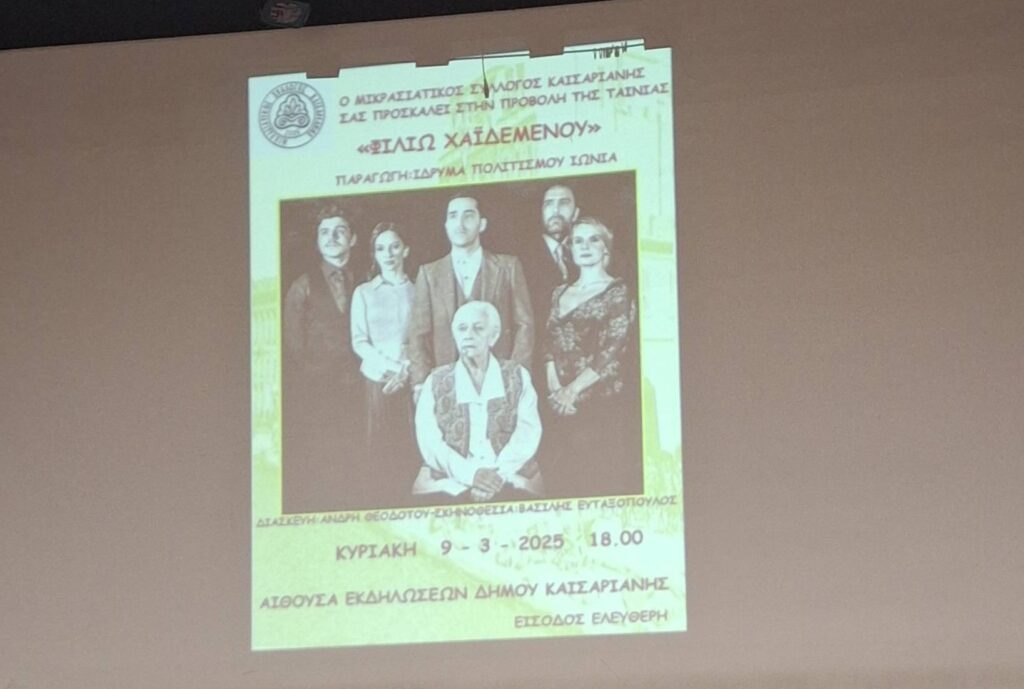 Ο ΜΙΚΡΑΣΙΑΤΙΚΟΣ ΣΥΛΛΟΓΟΣ ΚΑΙΣΑΡΙΑΝΗΣ
ΣΑΣ ΠΡΟΣΚΑΛΕΙ ΣΤΗΝ ΠΡΟΒΟΛΗ ΤΗΣ ΤΑΙΝΙΑΣ
«ΦΙΛΙΩ ΧΑΪΔΕΜΕΝΟΥ»
ΠΑΡΑΓΩΓΗ:ΙΔΡΥΜΑ ΠΟΛΙΤΙΣΜΟΥ ΙΩΝΙΑ
ΔΙΑΣΚΕΥΗ:ΑΝΔΡΗ ΘΕΟΔΟΤΟΥ-ΣΚΗΝΟΘΕΣΙΑ:ΒΑΣΙΛΗΣ ΕΥΤΑΞΟΠΟΥΛΟΣ
ΚΥΡΙΑΚΗ 9 - 3 - 2025 18.00
ΑΙΘΟΥΣΑ ΕΚΔΗΛΩΣΕΩΝ ΔΗΜΟΥ ΚΑΙΣΑΡΙΑΝΗΣ
ΕΙΣΟΔΟΣ ΕΛΕΥΘΕΡΗ